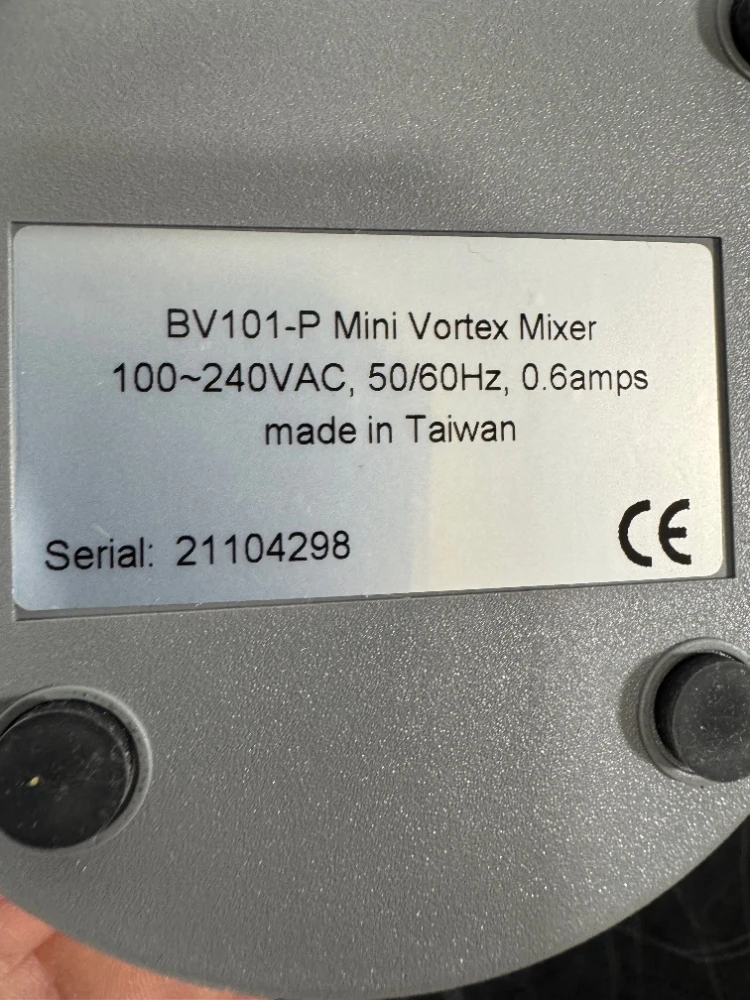 BV101-P Mini Vortex Mixer
100~240VAC, 50/60Hz, 0.6amps
made in Taiwan
Serial: 21104298
CE